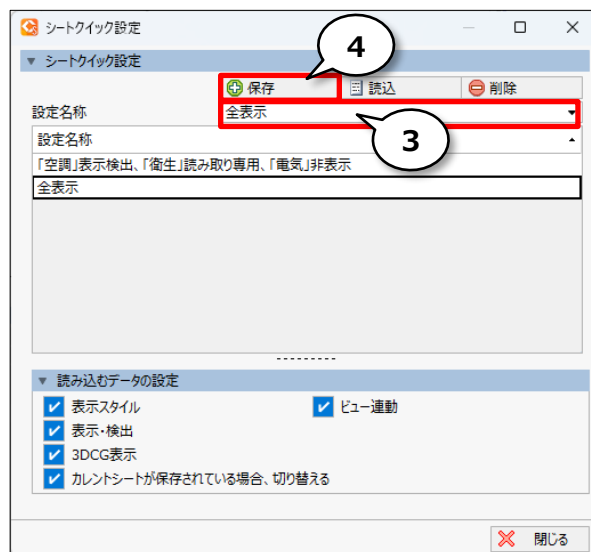 シートクイック設定
シートクイック設定
4
保存 読込 削除
設定名称 全表示
3
設定名称
「空調」表示検出、「衛生」読み取り専用、「電気」非表示
全表示
読み込むデータの設定
表示スタイル ビュー連動
表示・検出
3DCG表示
カレントシートが保存されている場合、切り替える
閉じる